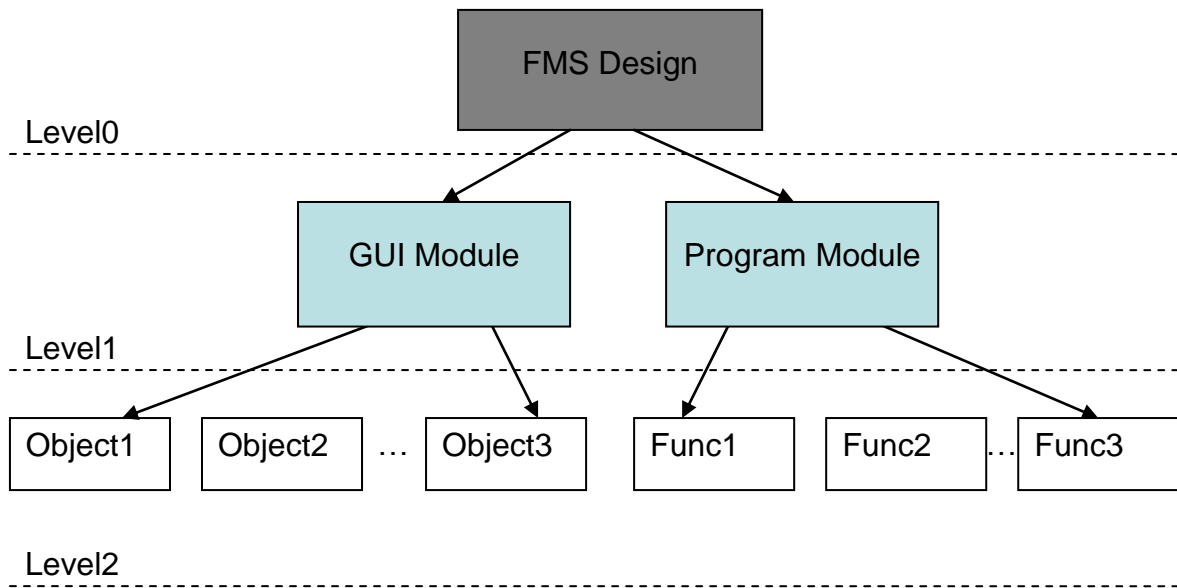 FMS Design
Level0
GUI Module
Program Module
Level1
Object1
Object2
…
Object3
Func1
Func2
…
Func3
Level2